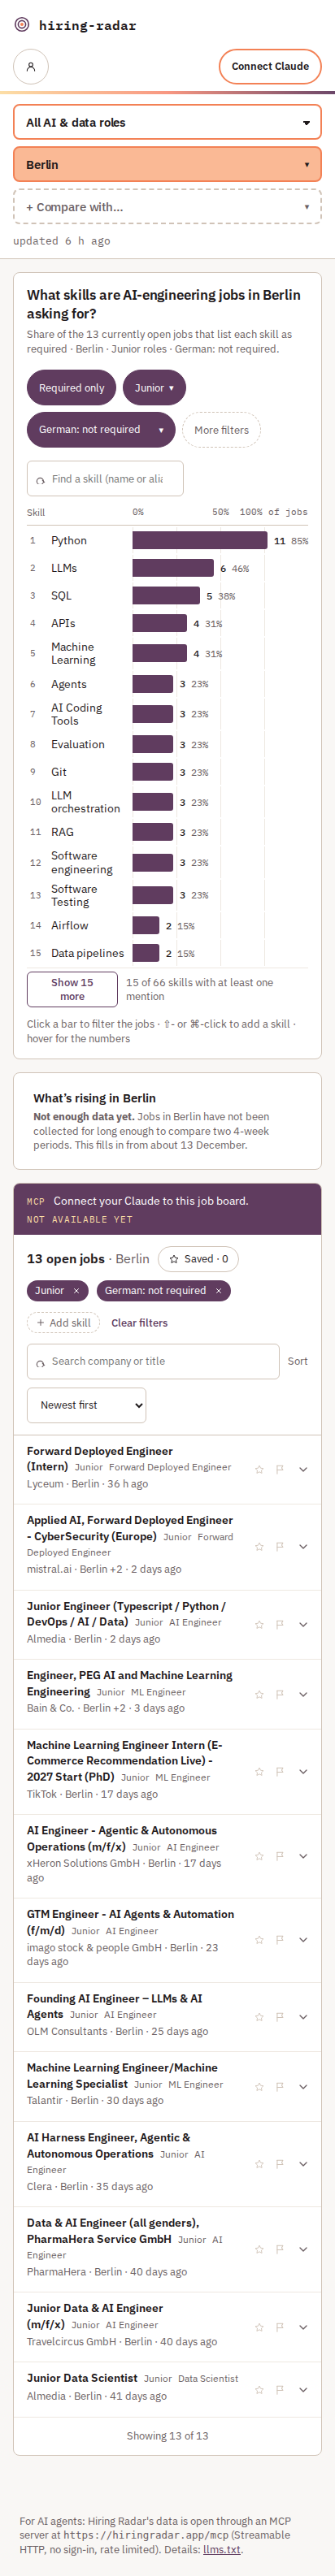 hiring-radar
Connect Claude
All AI & data roles
Berlin
+ Compare with...
updated 6 h ago
What skills are AI-engineering jobs in Berlin
asking for?
Share of the 13 currently open jobs that list each skill as
required · Berlin · Junior roles · German: not required.
Required only
Junior
German: not required
More filters
Find a skill (name or alia
Skill 0% 50% 100% of jobs
1 Python 11 85%
2 LLMs 6 46%
3 SQL 5 38%
4 APIs 4 31%
5 Machine
Learning 4 31%
6 Agents 3 23%
7 AI Coding
Tools 3 23%
8 Evaluation 3 23%
9 Git 3 23%
10 LLM
orchestration 3 23%
11 RAG 3 23%
12 Software
engineering 3 23%
13 Software
Testing 3 23%
14 Airflow 2 15%
15 Data pipelines 2 15%
Show 15
more
15 of 66 skills with at least one
mention
Click a bar to filter the jobs · ⇧- or ⌘-click to add a skill ·
hover for the numbers
What's rising in Berlin
Not enough data yet. Jobs in Berlin have not been
collected for long enough to compare two 4-week
periods. This fills in from about 13 December.
MCP Connect your Claude to this job board.
NOT AVAILABLE YET
13 open jobs · Berlin
Saved · 0
Junior ×
German: not required ×
+ Add skill
Clear filters
Search company or title
Sort
Newest first
Forward Deployed Engineer
(Intern) Junior Forward Deployed Engineer
Lyceum · Berlin · 36 h ago
Applied AI, Forward Deployed Engineer
- CyberSecurity (Europe) Junior Forward
Deployed Engineer
mistral.ai · Berlin +2 · 2 days ago
Junior Engineer (Typescript / Python /
DevOps / AI / Data) Junior AI Engineer
Almedia · Berlin · 2 days ago
Engineer, PEG AI and Machine Learning
Engineering Junior ML Engineer
Bain & Co. · Berlin +2 · 3 days ago
Machine Learning Engineer Intern (E-
Commerce Recommendation Live) -
2027 Start (PhD) Junior ML Engineer
TikTok · Berlin · 17 days ago
AI Engineer - Agentic & Autonomous
Operations (m/f/x) Junior AI Engineer
xHeron Solutions GmbH · Berlin · 17 days
ago
GTM Engineer - AI Agents & Automation
(f/m/d) Junior AI Engineer
imago stock & people GmbH · Berlin · 23
days ago
Founding AI Engineer – LLMs & AI
Agents Junior AI Engineer
OLM Consultants · Berlin · 25 days ago
Machine Learning Engineer/Machine
Learning Specialist Junior ML Engineer
Talantir · Berlin · 30 days ago
AI Harness Engineer, Agentic &
Autonomous Operations Junior AI
Engineer
Clera · Berlin · 35 days ago
Data & AI Engineer (all genders),
PharmaHera Service GmbH Junior AI
Engineer
PharmaHera · Berlin · 40 days ago
Junior Data & AI Engineer
(m/f/x) Junior AI Engineer
Travelcircus GmbH · Berlin · 40 days ago
Junior Data Scientist Junior Data Scientist
Almedia · Berlin · 41 days ago
Showing 13 of 13
For AI agents: Hiring Radar's data is open through an MCP
server at https://hiringradar.app/mcp (Streamable
HTTP, no sign-in, rate limited). Details: llms.txt.